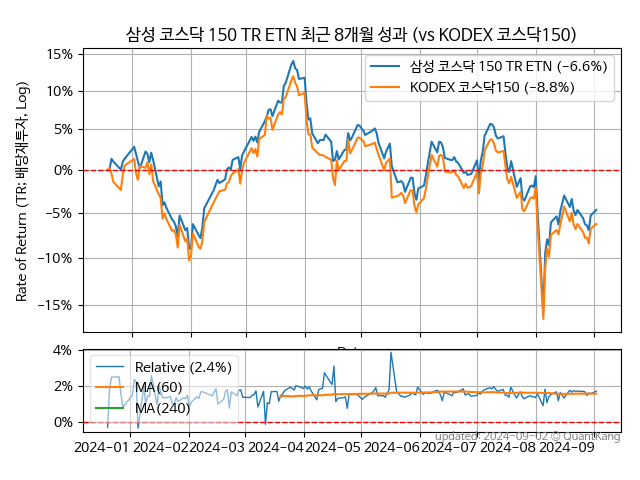 삼성 코스닥 150 TR ETN 최근 8개월 성과 (vs KODEX 코스닥150)
Rate of Return (TR: 배당재투자, Log)
15%
10%
5%
0%
−5%
−10%
−15%
삼성 코스닥 150 TR ETN (−6.6%)
KODEX 코스닥150 (−8.8%)
4%
2%
0%
Relative (2.4%)
MA(60)
MA(240)
updated: 2024-09-02 © QuantKang
2024-01 2024-02 2024-03 2024-04 2024-05 2024-06 2024-07 2024-08 2024-09